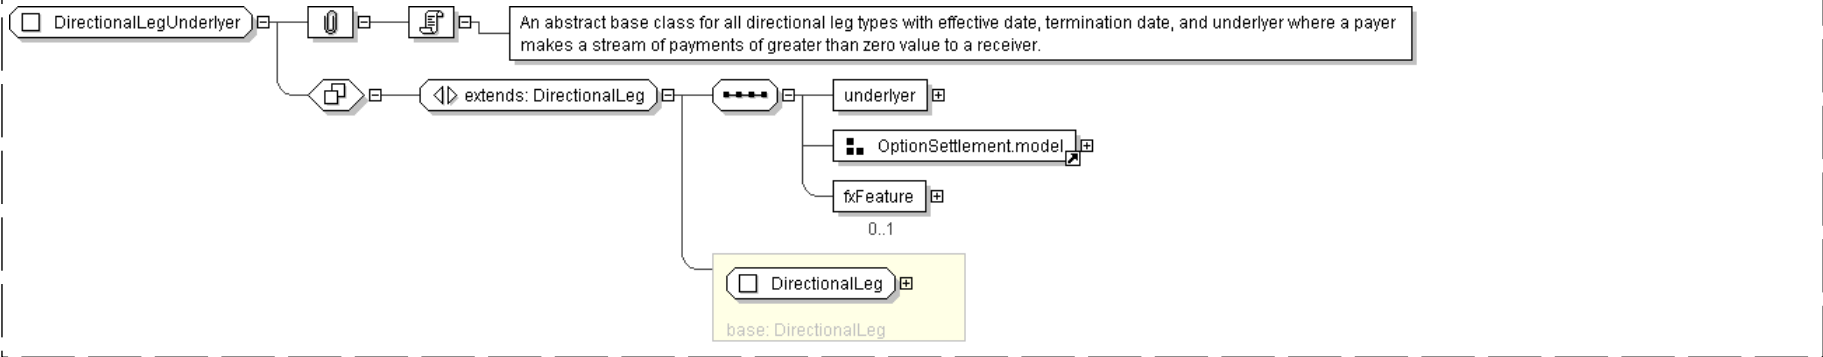 DirectionalLegUnderlyer
An abstract base class for all directional leg types with effective date, termination date, and underlyer where a payer
makes a stream of payments of greater than zero value to a receiver.
extends: DirectionalLeg
underlyer
OptionSettlement.model
fxFeature
0..1
DirectionalLeg
base: DirectionalLeg